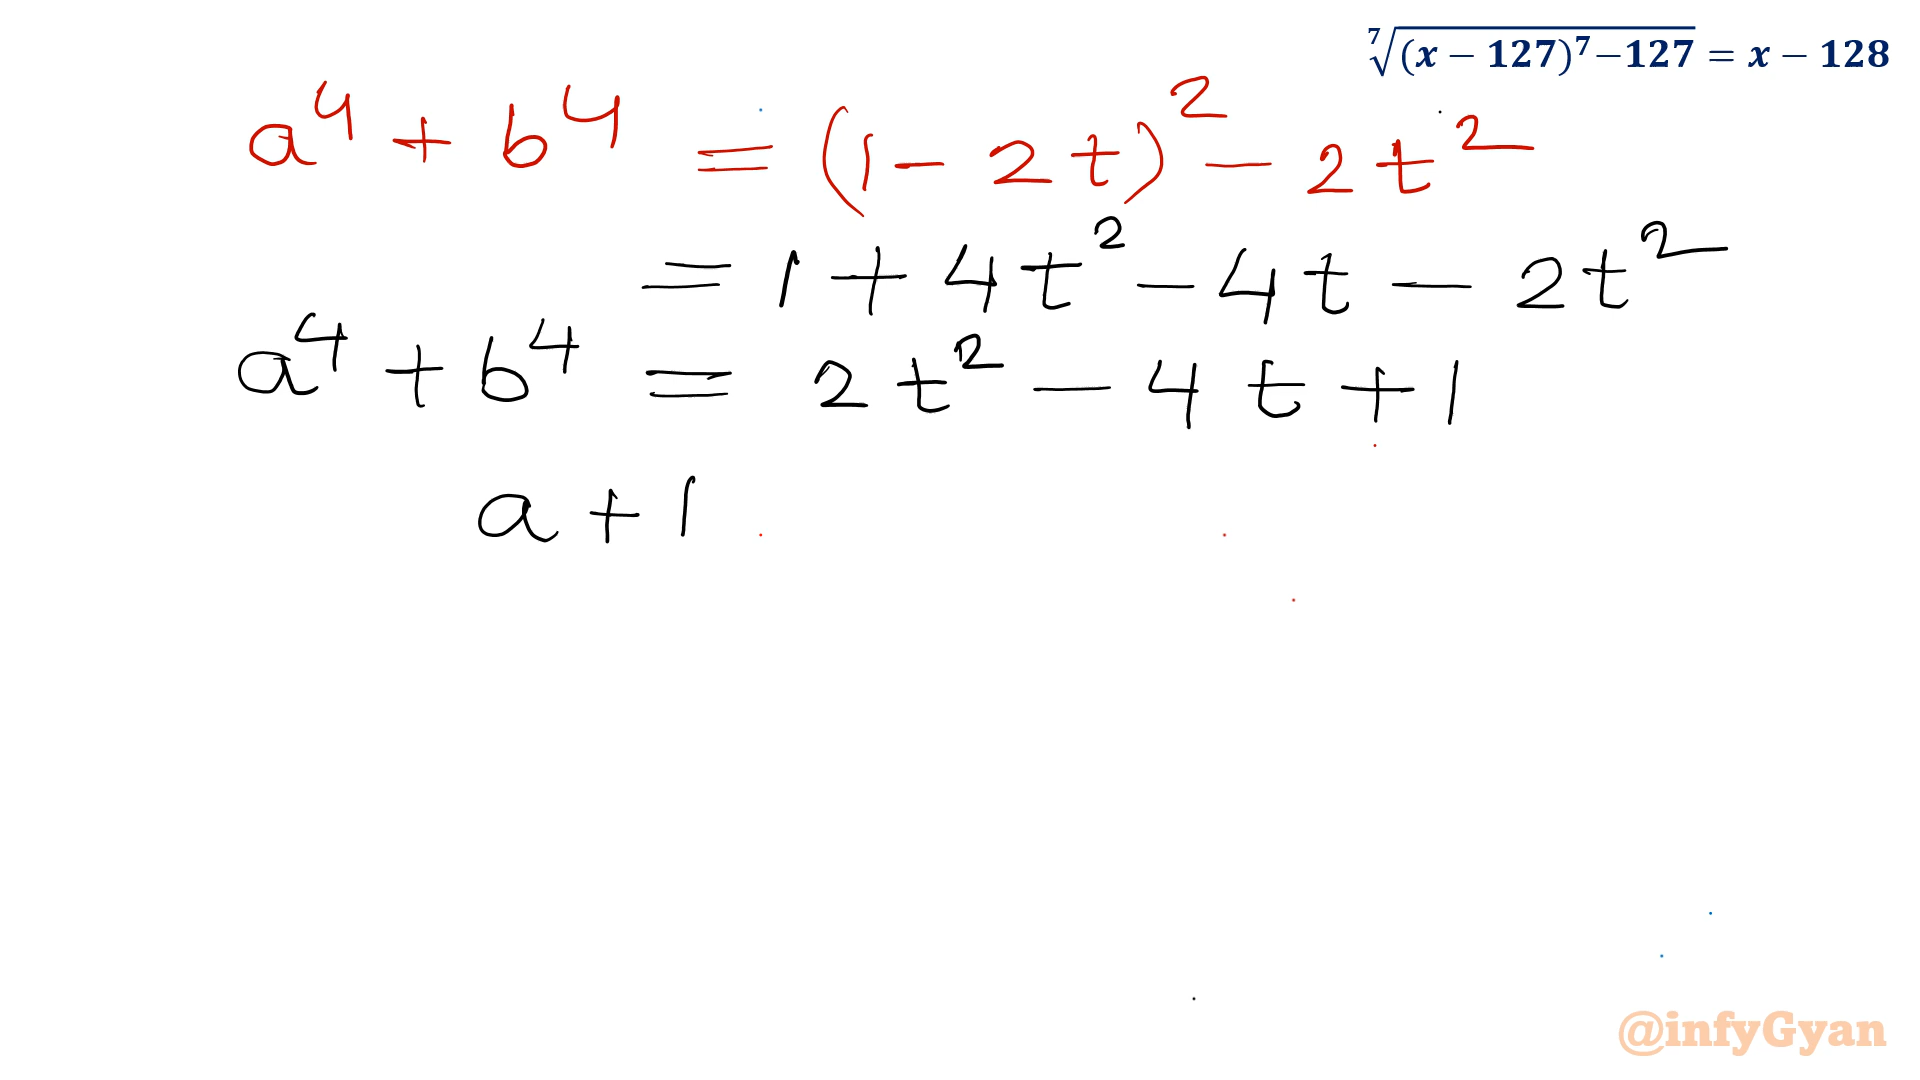 ⁷√((x − 127)⁷−127) = x − 128
a⁴ + b⁴ = (1 − 2t)² − 2t²
= 1 + 4t² − 4t − 2t²
a⁴ + b⁴ = 2t² − 4t + 1
a + 1
@infyGyan